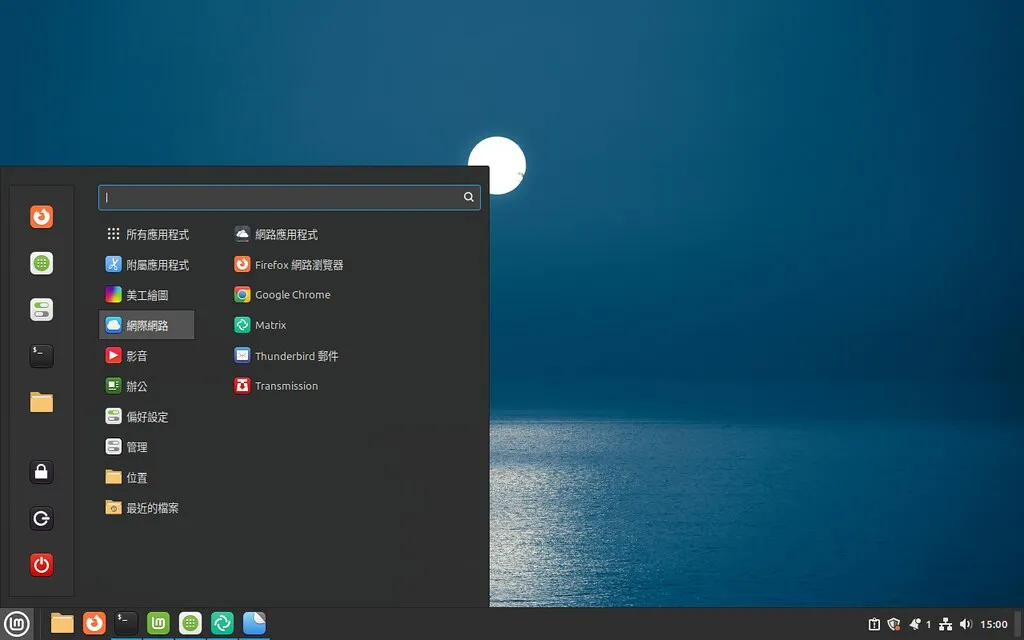 所有應用程式
附屬應用程式
美工繪圖
網際網路
影音
辦公
偏好設定
管理
位置
最近的檔案
網路應用程式
Firefox 網路瀏覽器
Google Chrome
Matrix
Thunderbird 郵件
Transmission
1
15:00